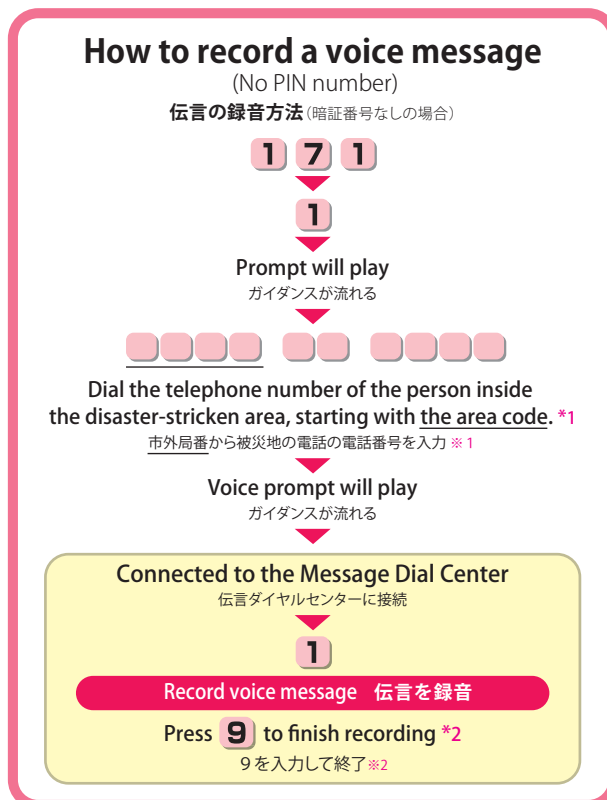 How to record a voice message
(No PIN number)
伝言の録音方法（暗証番号なしの場合）
1 7 1
1
Prompt will play
ガイダンスが流れる
Dial the telephone number of the person inside
the disaster-stricken area, starting with the area code. *1
市外局番から被災地の電話の電話番号を入力 ※1
Voice prompt will play
ガイダンスが流れる
Connected to the Message Dial Center
伝言ダイヤルセンターに接続
1
Record voice message 伝言を録音
Press 9 to finish recording *2
9を入力して終了※2